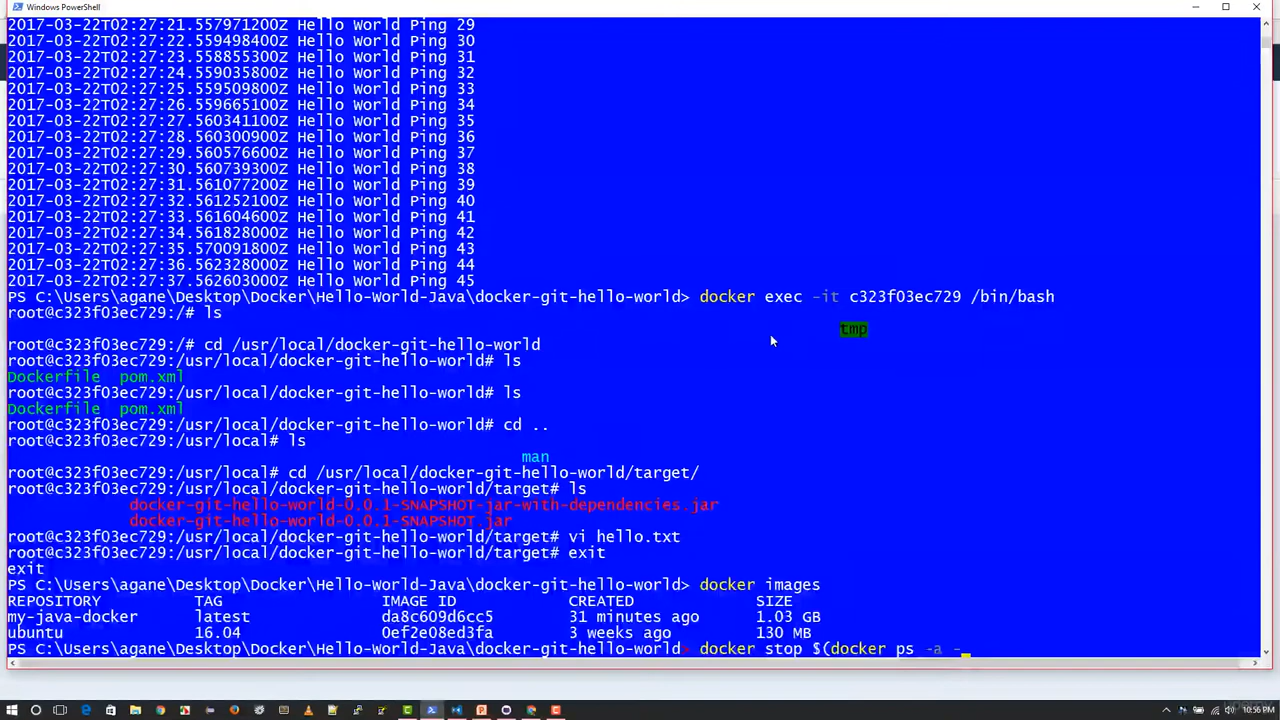 Windows PowerShell
2017-03-22T02:27:21.557971200Z Hello World Ping 29
2017-03-22T02:27:22.559498400Z Hello World Ping 30
2017-03-22T02:27:23.558855300Z Hello World Ping 31
2017-03-22T02:27:24.559035800Z Hello World Ping 32
2017-03-22T02:27:25.559509800Z Hello World Ping 33
2017-03-22T02:27:26.559665100Z Hello World Ping 34
2017-03-22T02:27:27.560341100Z Hello World Ping 35
2017-03-22T02:27:28.560300900Z Hello World Ping 36
2017-03-22T02:27:29.560576600Z Hello World Ping 37
2017-03-22T02:27:30.560739300Z Hello World Ping 38
2017-03-22T02:27:31.561077200Z Hello World Ping 39
2017-03-22T02:27:32.561252100Z Hello World Ping 40
2017-03-22T02:27:33.561604600Z Hello World Ping 41
2017-03-22T02:27:34.561828000Z Hello World Ping 42
2017-03-22T02:27:35.570091800Z Hello World Ping 43
2017-03-22T02:27:36.562328000Z Hello World Ping 44
2017-03-22T02:27:37.562603000Z Hello World Ping 45
PS C:\Users\agane\Desktop\Docker\Hello-World-Java\docker-git-hello-world> docker exec -it c323f03ec729 /bin/bash
root@c323f03ec729:/# ls
tmp
root@c323f03ec729:/# cd /usr/local/docker-git-hello-world
root@c323f03ec729:/usr/local/docker-git-hello-world# ls
Dockerfile pom.xml
root@c323f03ec729:/usr/local/docker-git-hello-world# ls
Dockerfile pom.xml
root@c323f03ec729:/usr/local/docker-git-hello-world# cd ..
root@c323f03ec729:/usr/local# ls
man
root@c323f03ec729:/usr/local# cd /usr/local/docker-git-hello-world/target/
root@c323f03ec729:/usr/local/docker-git-hello-world/target# ls
docker-git-hello-world-0.0.1-SNAPSHOT-jar-with-dependencies.jar
docker-git-hello-world-0.0.1-SNAPSHOT.jar
root@c323f03ec729:/usr/local/docker-git-hello-world/target# vi hello.txt
root@c323f03ec729:/usr/local/docker-git-hello-world/target# exit
exit
PS C:\Users\agane\Desktop\Docker\Hello-World-Java\docker-git-hello-world> docker images
REPOSITORY TAG IMAGE ID CREATED SIZE
my-java-docker latest da8c609d6cc5 31 minutes ago 1.03 GB
ubuntu 16.04 0ef2e08ed3fa 3 weeks ago 130 MB
PS C:\Users\agane\Desktop\Docker\Hello-World-Java\docker-git-hello-world> docker stop $(docker ps -a -
10:56 PM